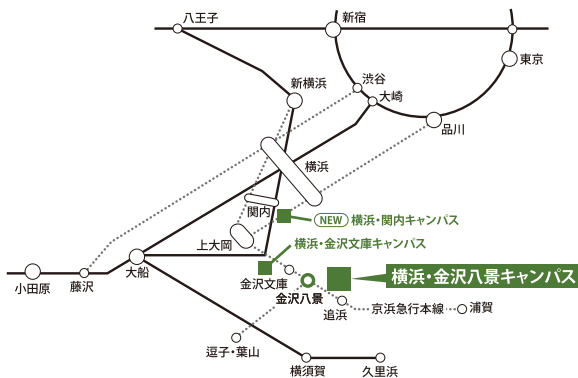 八王子
新宿
東京
渋谷
大崎
新横浜
品川
横浜
関内
NEW 横浜・関内キャンパス
上大岡
横浜・金沢文庫キャンパス
大船
小田原
藤沢
金沢文庫
横浜・金沢八景キャンパス
金沢八景
追浜
京浜急行本線
浦賀
逗子・葉山
横須賀
久里浜